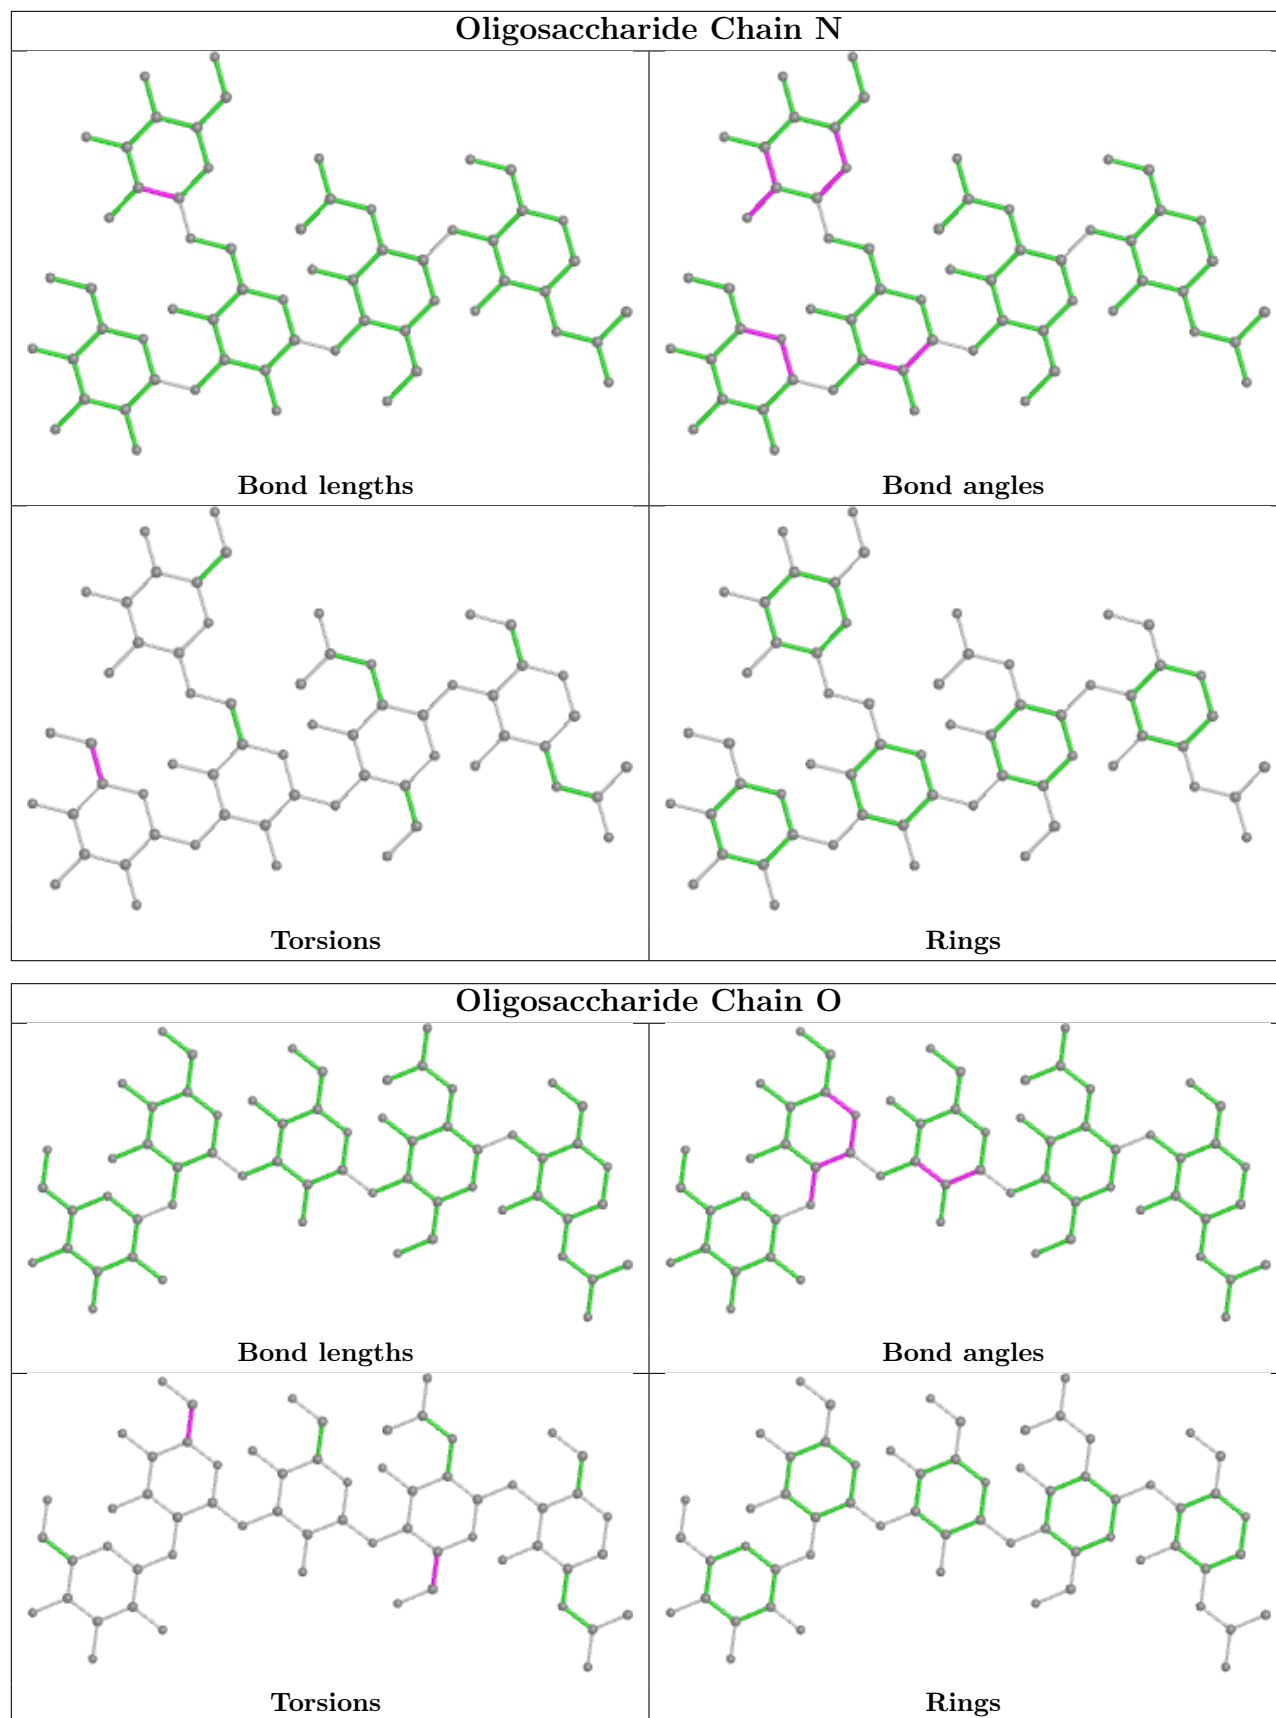 Oligosaccharide Chain N
Bond lengths
Bond angles
Torsions
Rings
Oligosaccharide Chain O
Bond lengths
Bond angles
Torsions
Rings